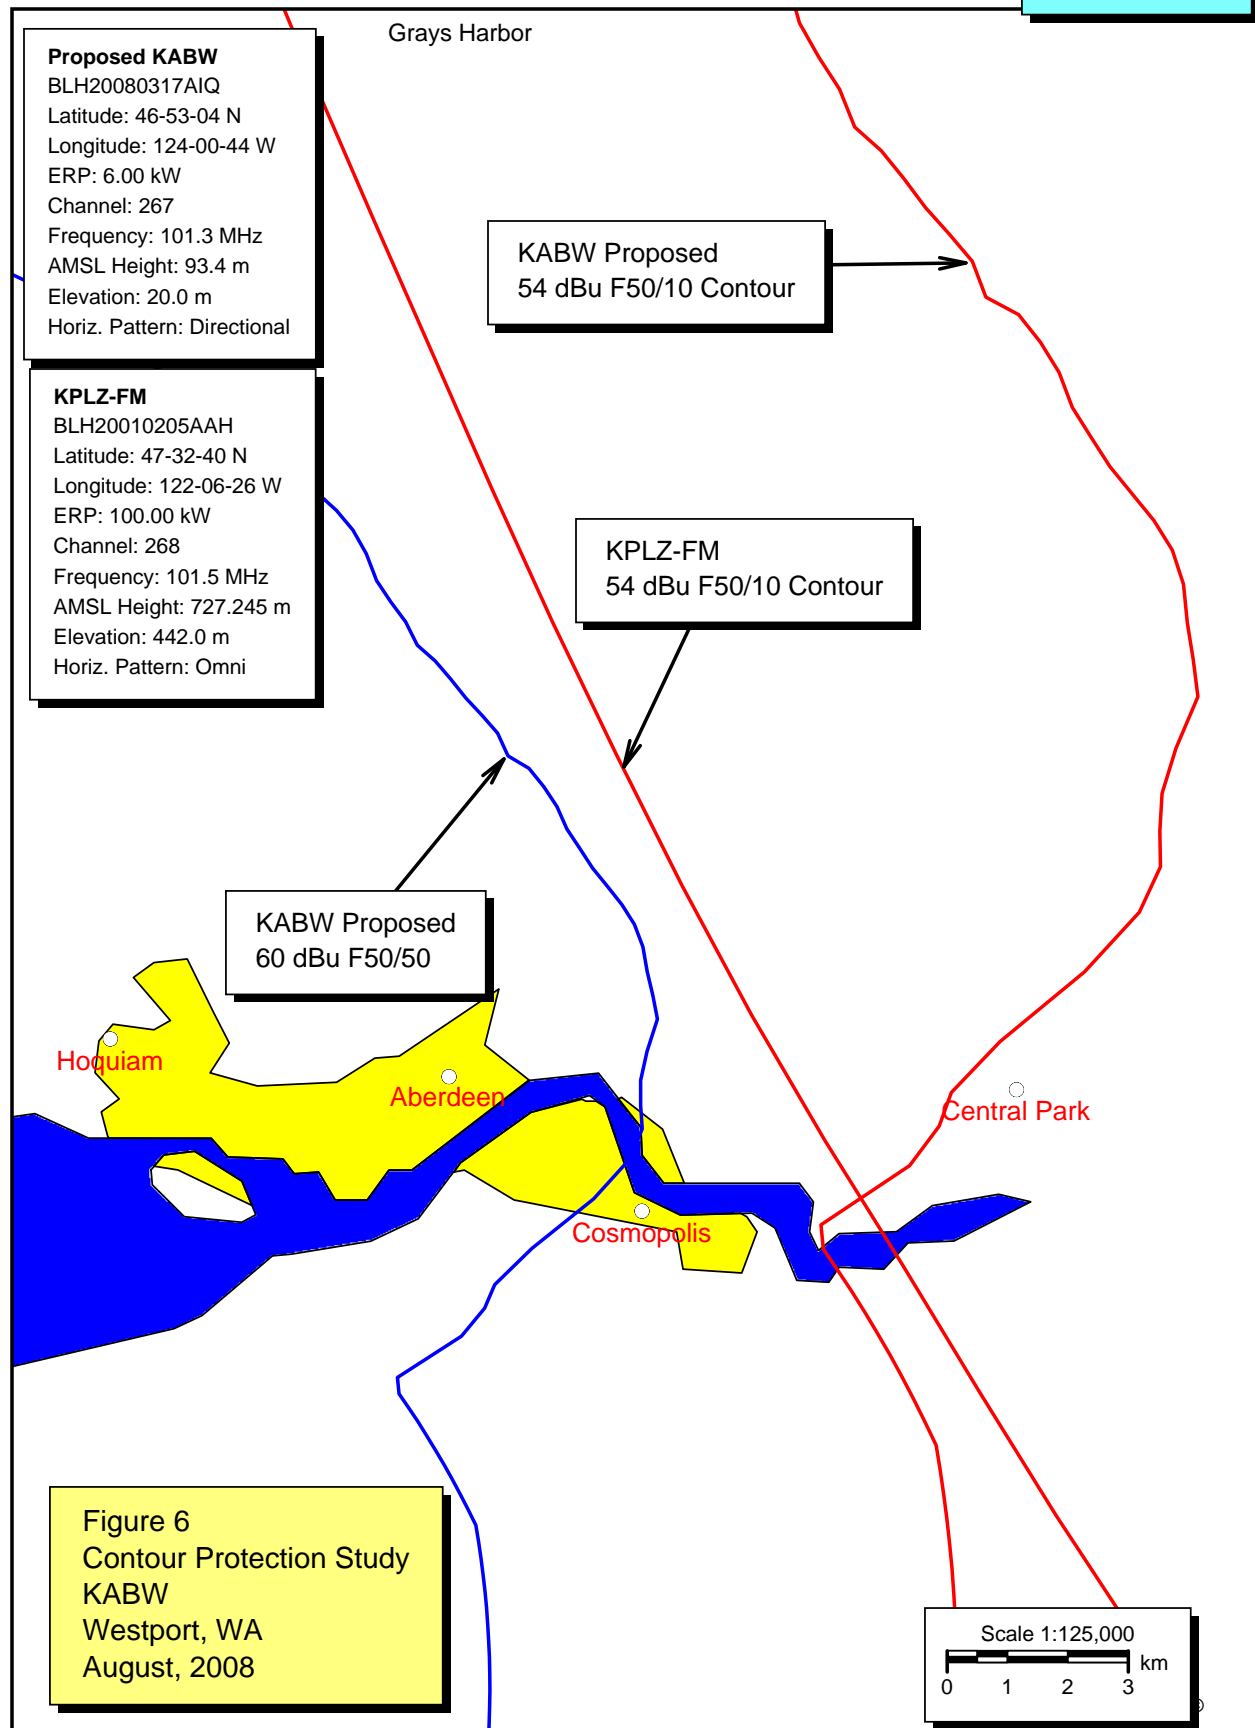 Grays Harbor
Proposed KABW
BLH20080317AIQ
Latitude: 46-53-04 N
Longitude: 124-00-44 W
ERP: 6.00 kW
Channel: 267
Frequency: 101.3 MHz
AMSL Height: 93.4 m
Elevation: 20.0 m
Horiz. Pattern: Directional
KABW Proposed
54 dBu F50/10 Contour
KPLZ-FM
BLH20010205AAH
Latitude: 47-32-40 N
Longitude: 122-06-26 W
ERP: 100.00 kW
Channel: 268
Frequency: 101.5 MHz
AMSL Height: 727.245 m
Elevation: 442.0 m
Horiz. Pattern: Omni
KPLZ-FM
54 dBu F50/10 Contour
KABW Proposed
60 dBu F50/50
Hoquiam
Aberdeen
Central Park
Cosmopolis
Figure 6
Contour Protection Study
KABW
Westport, WA
August, 2008
Scale 1:125,000
km
0 1 2 3